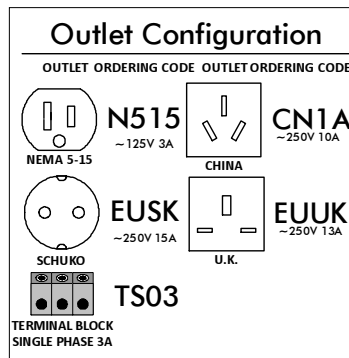 Outlet Configuration
OUTLET ORDERING CODE OUTLET ORDERING CODE
N515
~125V 3A
NEMA 5-15
CN1A
~250V 10A
CHINA
EUSK
~250V 15A
SCHUKO
EUUK
~250V 13A
U.K.
TS03
TERMINAL BLOCK
SINGLE PHASE 3A